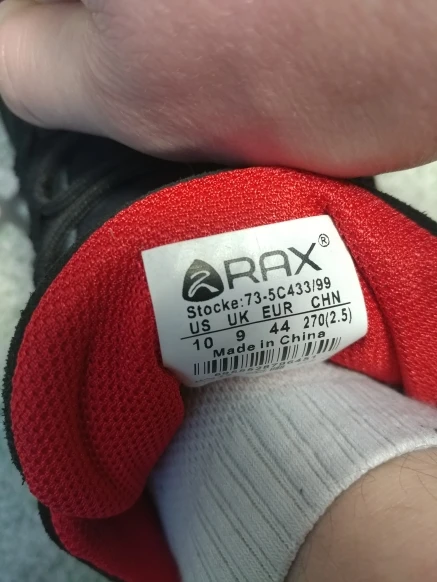 RAX®
Stocke:73-5C433/99
US UK EUR CHN
10 9 44 270(2.5)
Made in China